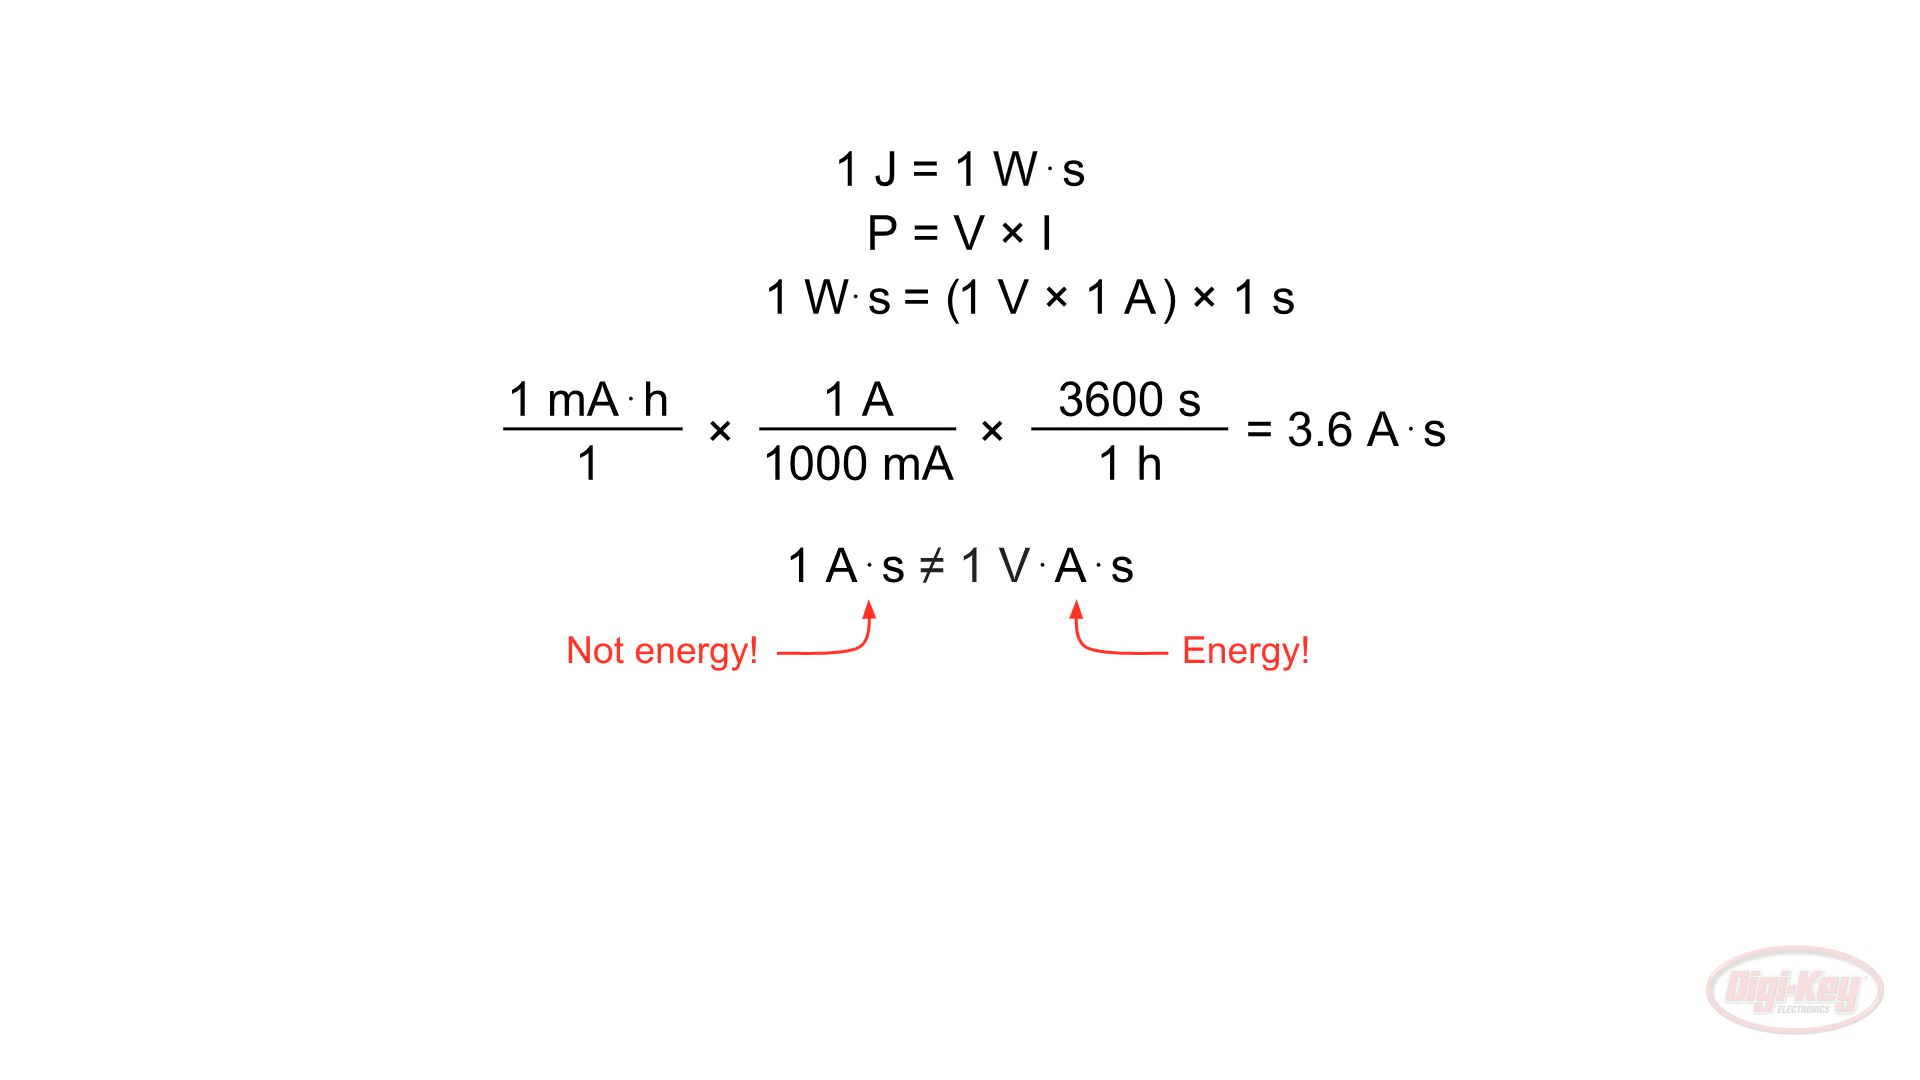 1 J = 1 W · s
P = V × I
1 W · s = (1 V × 1 A) × 1 s
1 mA · h / 1 × 1 A / 1000 mA × 3600 s / 1 h = 3.6 A · s
1 A · s ≠ 1 V · A · s
Not energy! Energy!
Digi-Key
ELECTRONICS